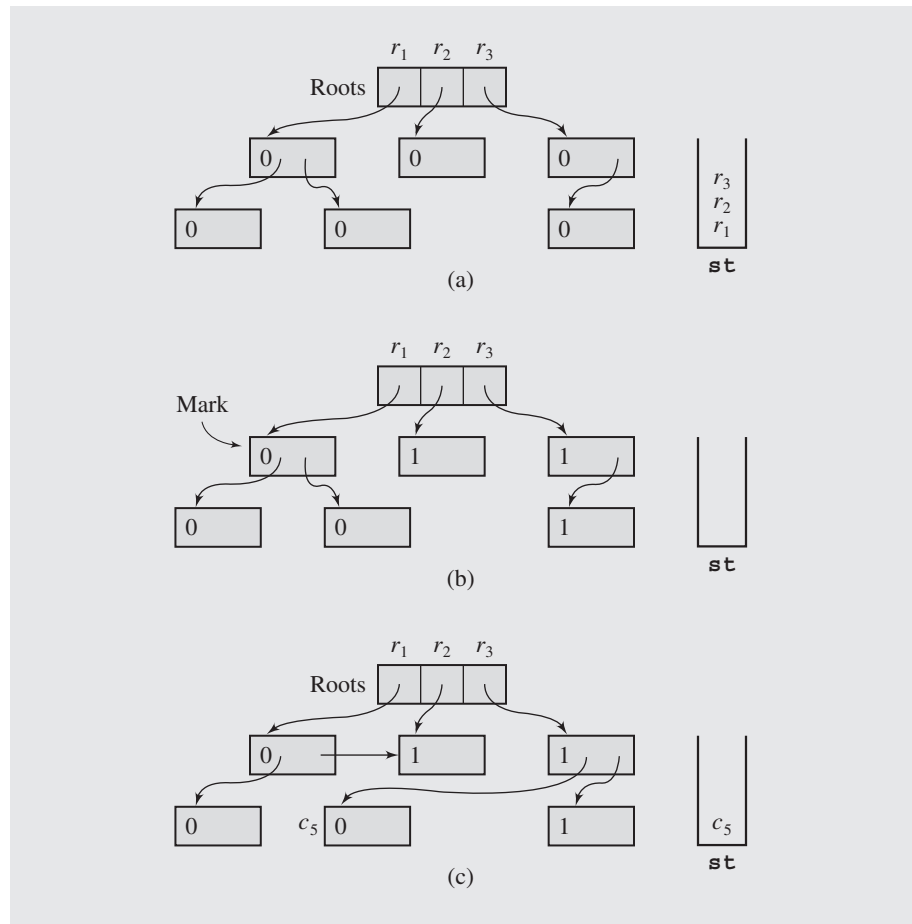 r1 r2 r3
Roots
0 0 0
r3
r2
r1
0 0 0
st
(a)
r1 r2 r3
Mark
0 1 1
0 0 1
st
(b)
r1 r2 r3
Roots
0 1 1
0 c5 0 1 c5
st
(c)